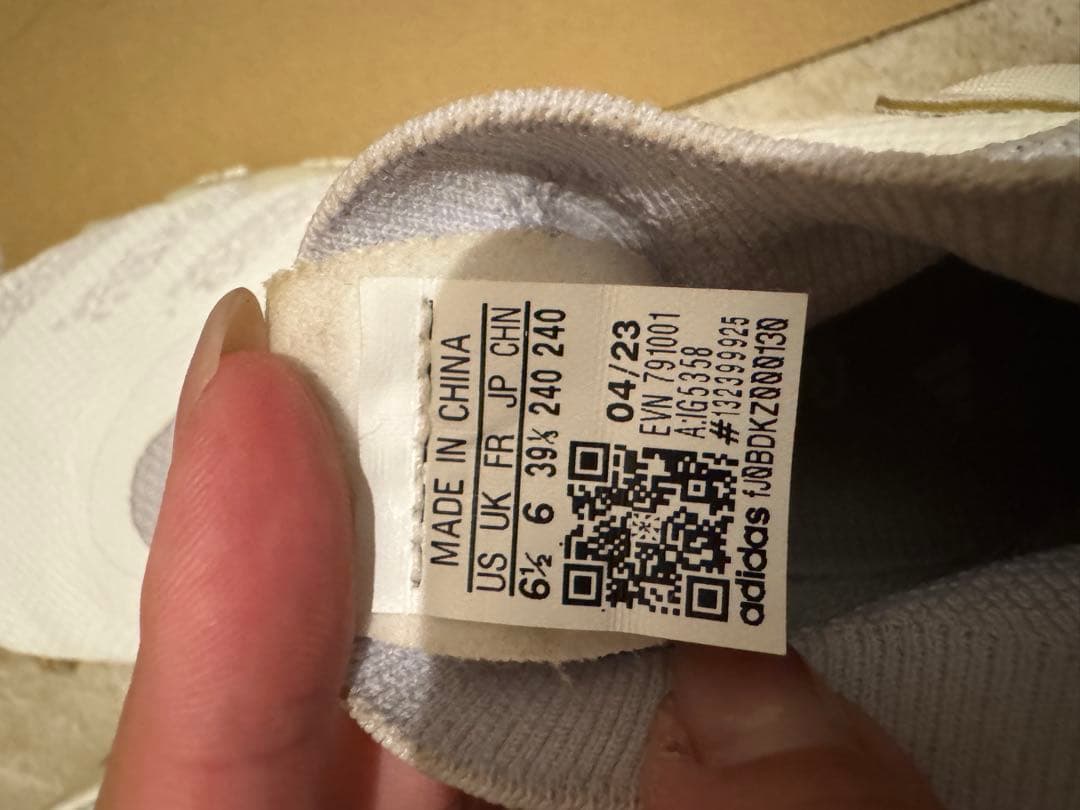 MADE IN CHINA
US UK FR JP CHN
6½ 6 39⅓ 240 240
04/23
EVN 791001
A:IG5358
#132399925
adidas fJ0BDKZ000130